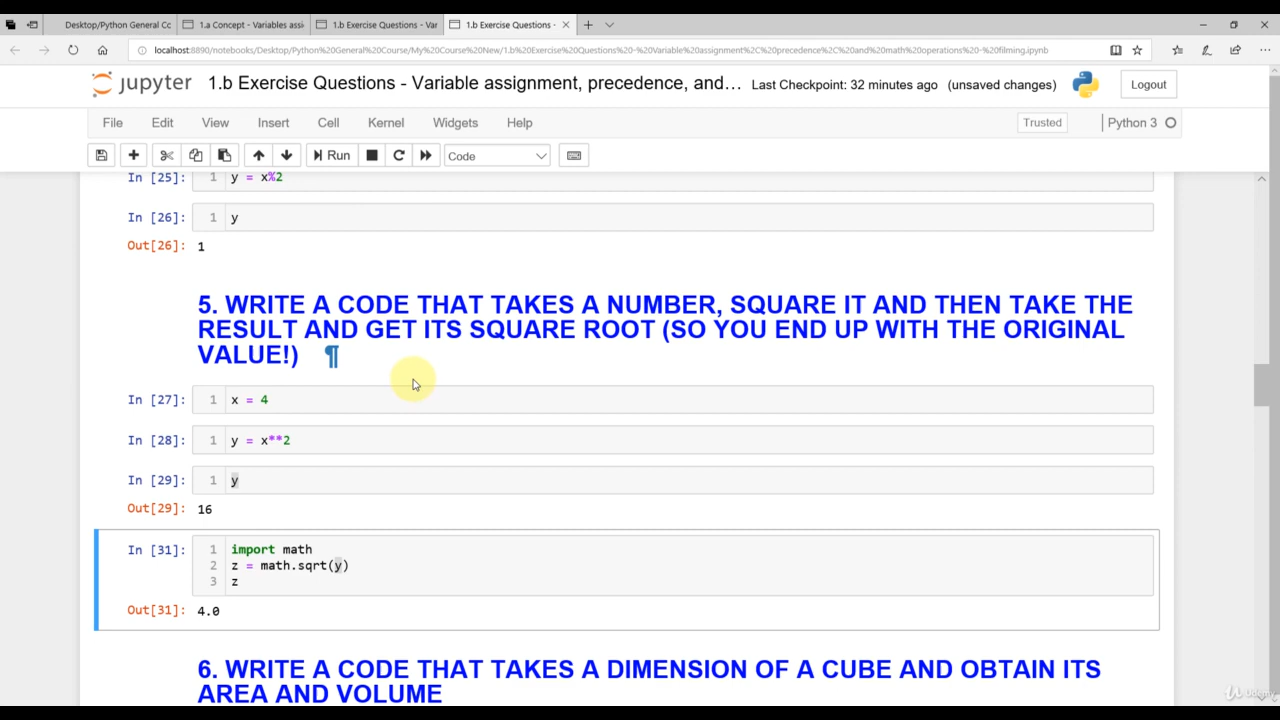 Desktop/Python General Cc
1.a Concept - Variables assi
1.b Exercise Questions - Var
1.b Exercise Questions -
localhost:8890/notebooks/Desktop/Python%20General%20Course/My%20Course%20New/1.b%20Exercise%20Questions%20-%20Variable%20assignment%2C%20precedence%2C%20and%20math%20operations%20-%20filming.ipynb
jupyter 1.b Exercise Questions - Variable assignment, precedence, and... Last Checkpoint: 32 minutes ago (unsaved changes) Logout
File Edit View Insert Cell Kernel Widgets Help Trusted Python 3
Run Code
In [25]: 1 y = x%2
In [26]: 1 y
Out[26]: 1
5. WRITE A CODE THAT TAKES A NUMBER, SQUARE IT AND THEN TAKE THE
RESULT AND GET ITS SQUARE ROOT (SO YOU END UP WITH THE ORIGINAL
VALUE!) ¶
In [27]: 1 x = 4
In [28]: 1 y = x**2
In [29]: 1 y
Out[29]: 16
In [31]: 1 import math
2 z = math.sqrt(y)
3 z
Out[31]: 4.0
6. WRITE A CODE THAT TAKES A DIMENSION OF A CUBE AND OBTAIN ITS
AREA AND VOLUME
Udemy